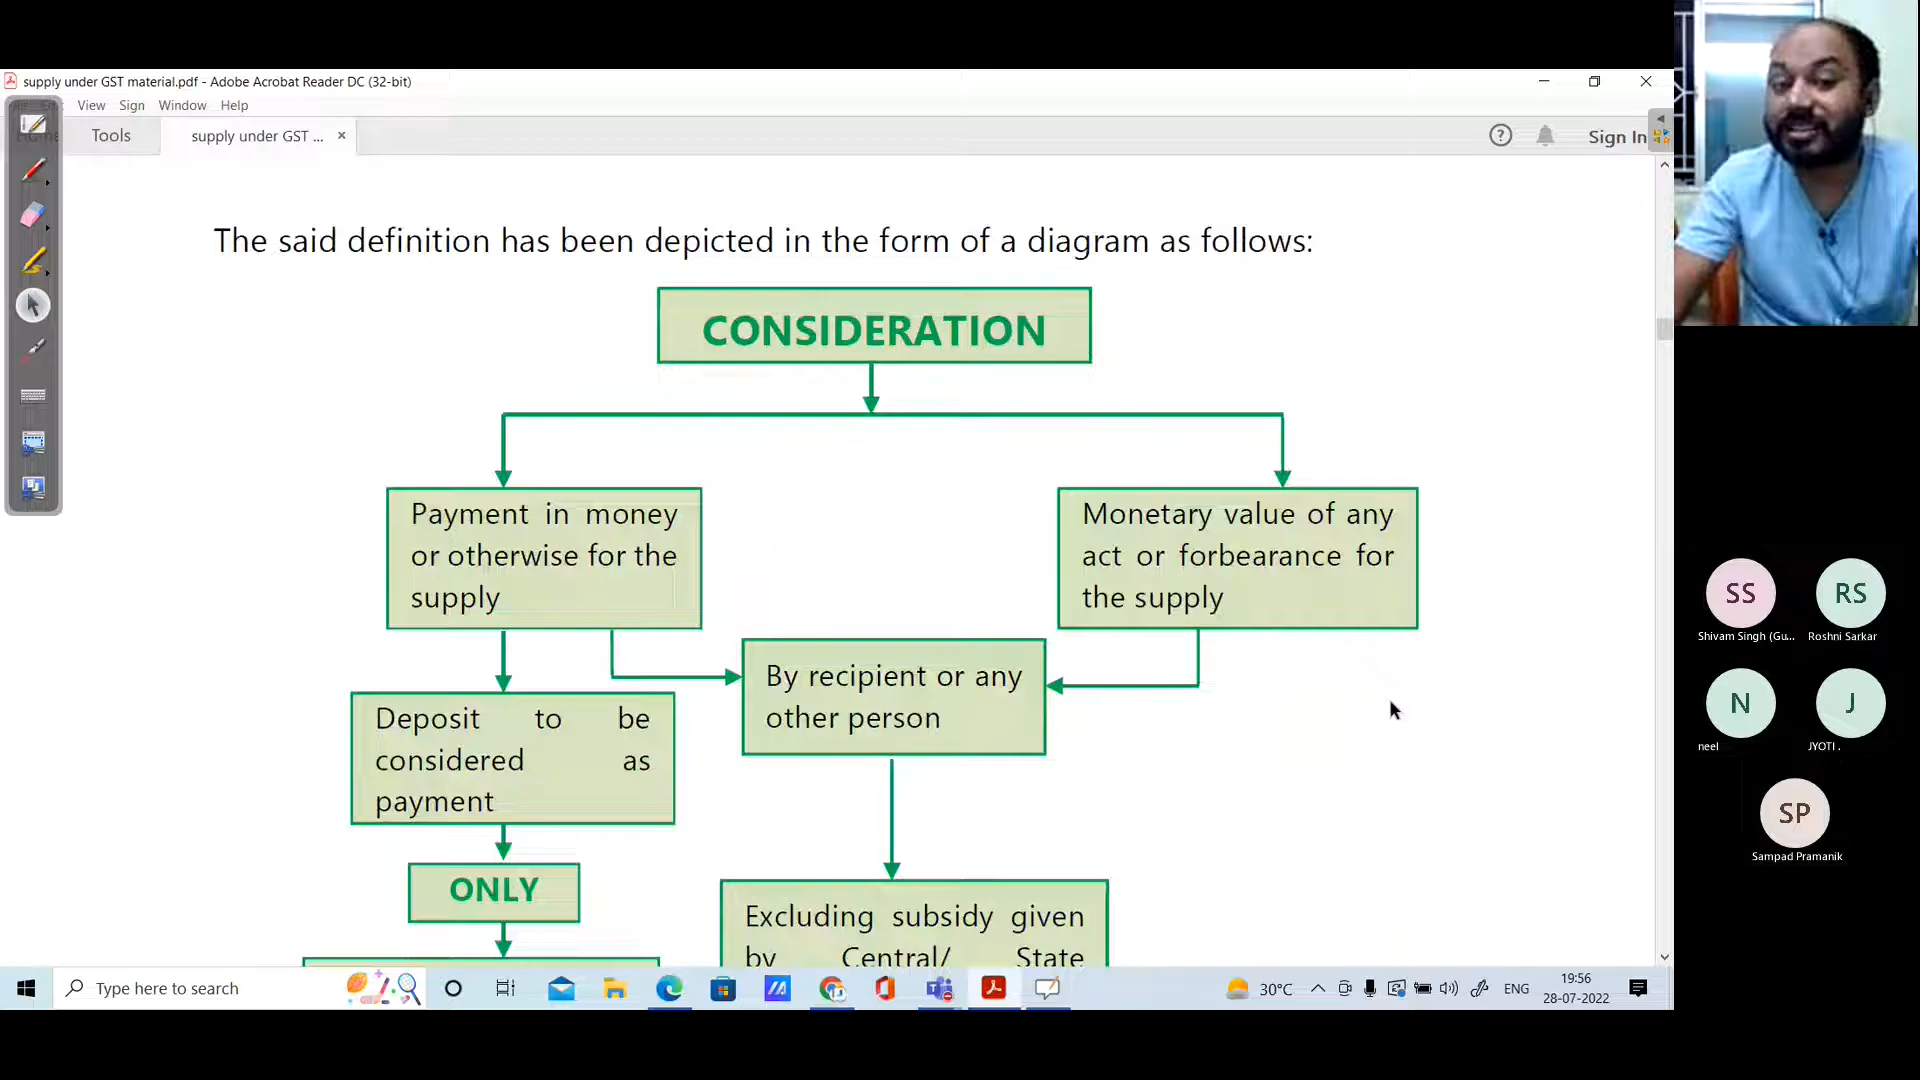 supply under GST material.pdf - Adobe Acrobat Reader DC (32-bit)
View Sign Window Help
Tools
supply under GST ...
Sign In
The said definition has been depicted in the form of a diagram as follows:
CONSIDERATION
Payment in money
or otherwise for the
supply
Monetary value of any
act or forbearance for
the supply
By recipient or any
other person
Deposit to be
considered as
payment
ONLY
Excluding subsidy given
by Central/ State
SS
RS
Shivam Singh (Gu...
Roshni Sarkar
N
J
neel
JYOTI .
SP
Sampad Pramanik
Type here to search
30°C
ENG
19:56
28-07-2022